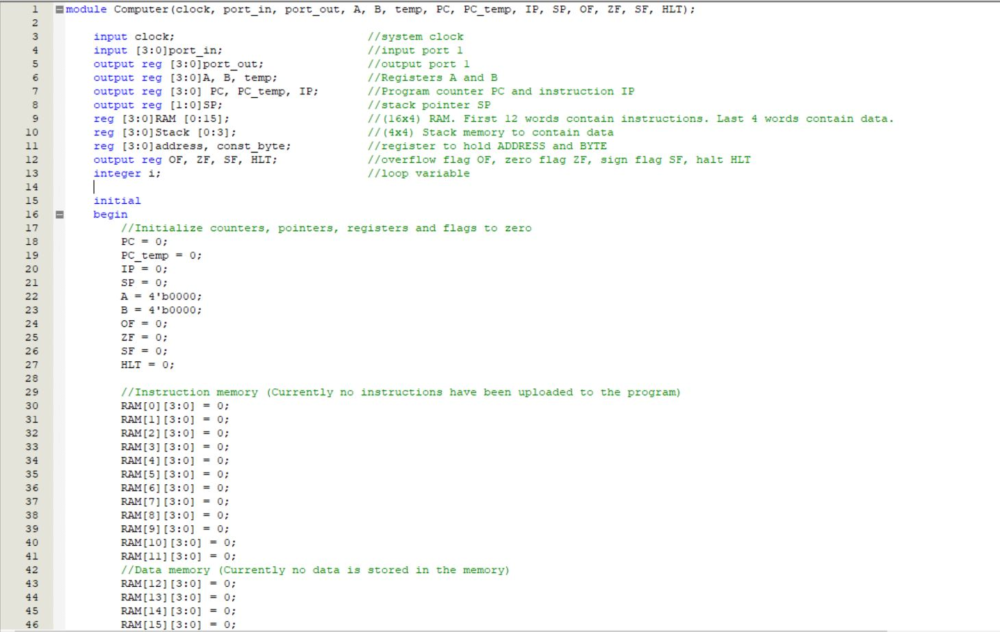 1 module Computer(clock, port_in, port_out, A, B, temp, PC, PC_temp, IP, SP, OF, ZF, SF, HLT);
2
3 input clock; //system clock
4 input [3:0]port_in; //input port 1
5 output reg [3:0]port_out; //output port 1
6 output reg [3:0]A, B, temp; //Registers A and B
7 output reg [3:0] PC, PC_temp, IP; //Program counter PC and instruction IP
8 output reg [1:0]SP; //stack pointer SP
9 reg [3:0]RAM [0:15]; //(16x4) RAM. First 12 words contain instructions. Last 4 words contain data.
10 reg [3:0]Stack [0:3]; //(4x4) Stack memory to contain data
11 reg [3:0]address, const_byte; //register to hold ADDRESS and BYTE
12 output reg OF, ZF, SF, HLT; //overflow flag OF, zero flag ZF, sign flag SF, halt HLT
13 integer i; //loop variable
14
15 initial
16 begin
17 //Initialize counters, pointers, registers and flags to zero
18 PC = 0;
19 PC_temp = 0;
20 IP = 0;
21 SP = 0;
22 A = 4'b0000;
23 B = 4'b0000;
24 OF = 0;
25 ZF = 0;
26 SF = 0;
27 HLT = 0;
28
29 //Instruction memory (Currently no instructions have been uploaded to the program)
30 RAM[0][3:0] = 0;
31 RAM[1][3:0] = 0;
32 RAM[2][3:0] = 0;
33 RAM[3][3:0] = 0;
34 RAM[4][3:0] = 0;
35 RAM[5][3:0] = 0;
36 RAM[6][3:0] = 0;
37 RAM[7][3:0] = 0;
38 RAM[8][3:0] = 0;
39 RAM[9][3:0] = 0;
40 RAM[10][3:0] = 0;
41 RAM[11][3:0] = 0;
42 //Data memory (Currently no data is stored in the memory)
43 RAM[12][3:0] = 0;
44 RAM[13][3:0] = 0;
45 RAM[14][3:0] = 0;
46 RAM[15][3:0] = 0;